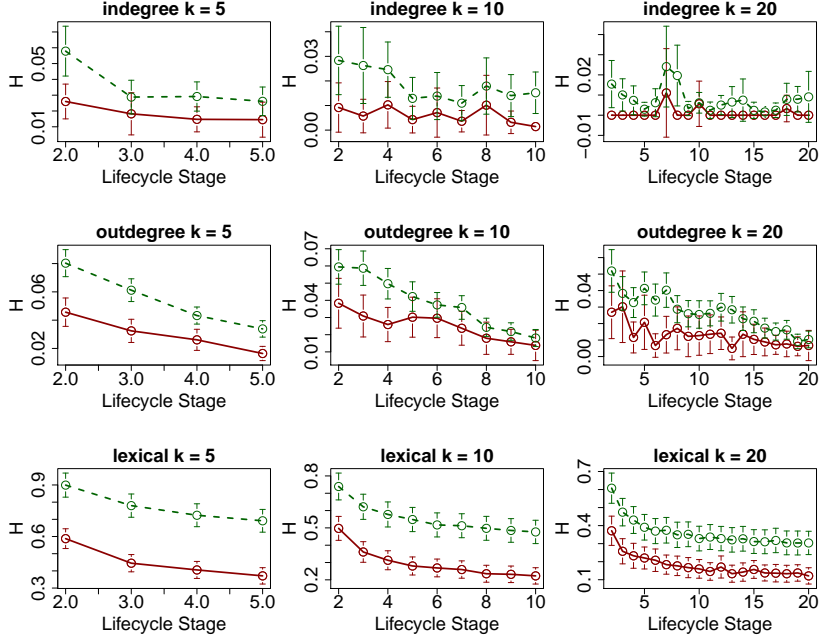 indegree k = 5
H
0.01 0.05
2.0 3.0 4.0 5.0
Lifecycle Stage
indegree k = 10
H
0.00 0.03
2 4 6 8 10
Lifecycle Stage
indegree k = 20
H
−0.01 0.02
5 10 15 20
Lifecycle Stage
outdegree k = 5
H
0.02 0.06
2.0 3.0 4.0 5.0
Lifecycle Stage
outdegree k = 10
H
0.01 0.04 0.07
2 4 6 8 10
Lifecycle Stage
outdegree k = 20
H
0.00 0.04
5 10 15 20
Lifecycle Stage
lexical k = 5
H
0.3 0.6 0.9
2.0 3.0 4.0 5.0
Lifecycle Stage
lexical k = 10
H
0.2 0.5 0.8
2 4 6 8 10
Lifecycle Stage
lexical k = 20
H
0.1 0.4 0.7
5 10 15 20
Lifecycle Stage